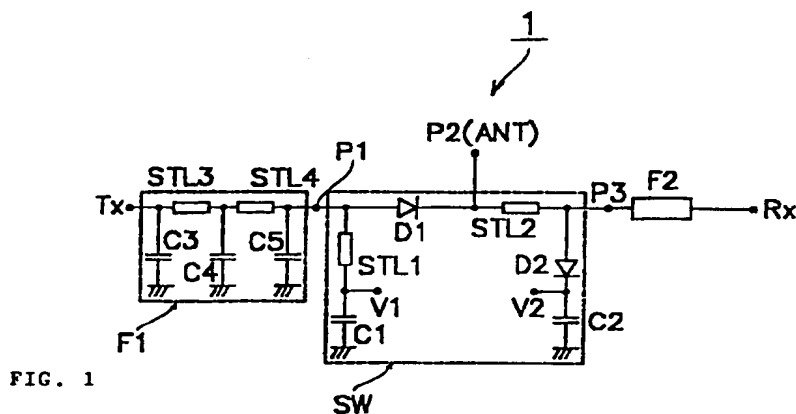 1
P2(ANT)
P1
P3
F2
STL3
STL4
Tx
Rx
D1
STL2
C3
C4
C5
STL1
D2
V1
V2
C1
C2
F1
SW
FIG. 1